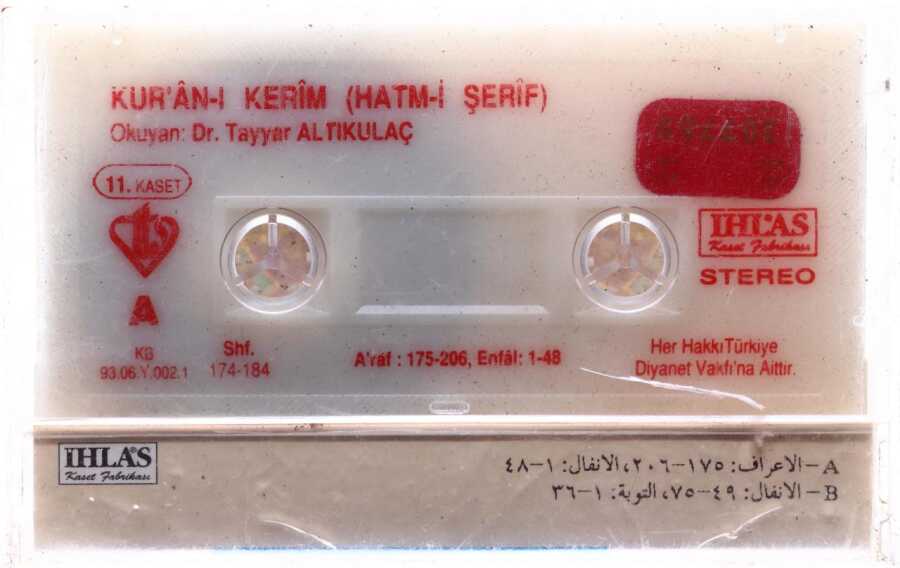 KUR'ÂN-I KERÎM (HATM-İ ŞERÎF)
Okuyan: Dr. Tayyar ALTIKULAÇ
11. KASET
IHLAS
Kaset Fabrikası
STEREO
A
KB
93.06.Y.002.1
Shf.
174-184
A'râf : 175-206, Enfâl: 1-48
Her Hakkı Türkiye
Diyanet Vakfı'na Aittir.
IHLAS
Kaset Fabrikası
A – الاعراف: ١٧٥–٢٠٦، الانفال: ١–٤٨
B – الانفال: ٤٩–٧٥، التوبة: ١–٣٦